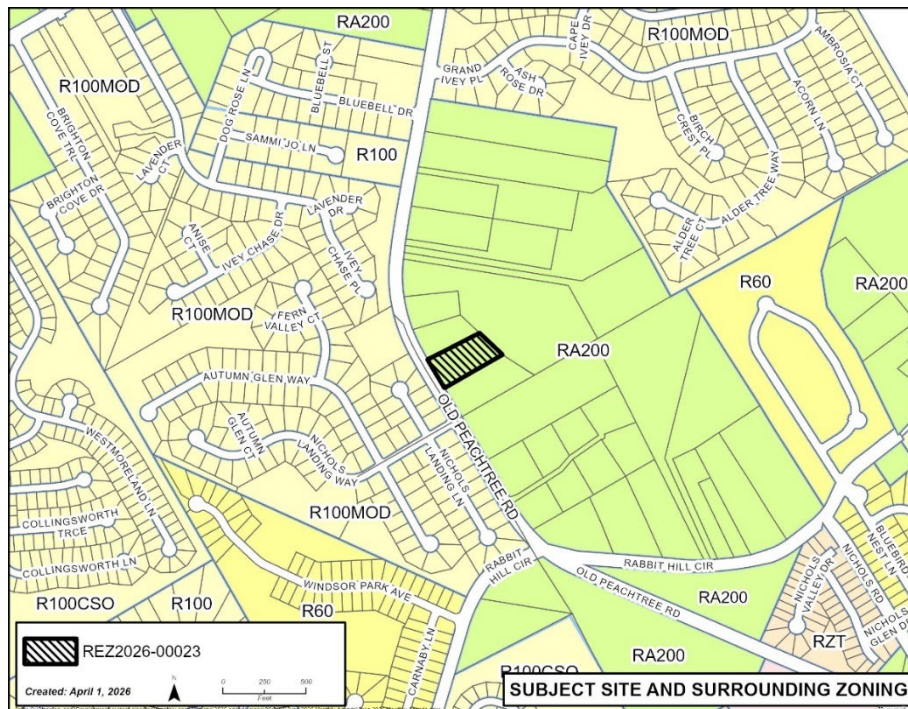 RA200
R100MOD
BLUEBELL ST
DOG ROSE LN
BLUEBELL DR
SAMMI JO LN
R100
BRIGHTON COVE TRL
LAVENDER CT
BRIGHTON COVE DR
LAVENDER DR
ANISE CT
IVEY CHASE DR
IVEY CHASE PL
R100MOD
FERN VALLEY CT
GRAND IVEY PL
CAPE IVEY DR
ASH ROSE DR
R100MOD
AMBROSIA CT
ACORN LN
BIRCH CREST PL
ALDER TREE WAY
ALDER TREE CT
R60
RA200
RA200
AUTUMN GLEN WAY
AUTUMN GLEN CT
NICHOLS LANDING WAY
NICHOLS LANDING LN
OLD PEACHTREE RD
WESTMORELAND LN
COLLINGSWORTH TRCE
COLLINGSWORTH LN
R100CSO
R100
R100MOD
R60
WINDSOR PARK AVE
CARNABY LN
RABBIT HILL CIR
RABBIT HILL CIR
OLD PEACHTREE RD
RA200
RA200
R100CSO
BLUEBIRD NEST LN
NICHOLS VALLEY DR
NICHOLS RD
NICHOLS GLEN DR
RZT
REZ2026-00023
Created: April 1, 2026
N
0 250 500
Feet
SUBJECT SITE AND SURROUNDING ZONING